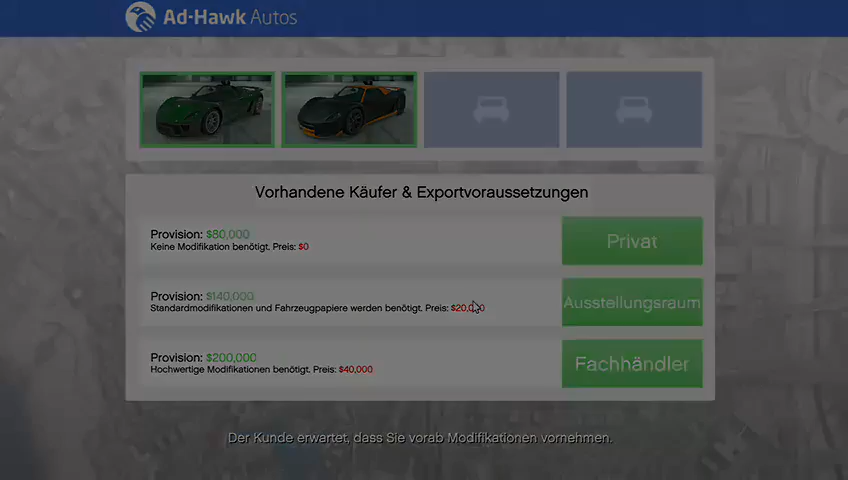 Ad-Hawk Autos
Vorhandene Käufer & Exportvoraussetzungen
Provision: $80,000
Keine Modifikation benötigt. Preis: $0
Privat
Provision: $140,000
Standardmodifikationen und Fahrzeugpapiere werden benötigt. Preis: $20,000
Ausstellungsraum
Provision: $200,000
Hochwertige Modifikationen benötigt. Preis: $40,000
Fachhändler
Der Kunde erwartet, dass Sie vorab Modifikationen vornehmen.